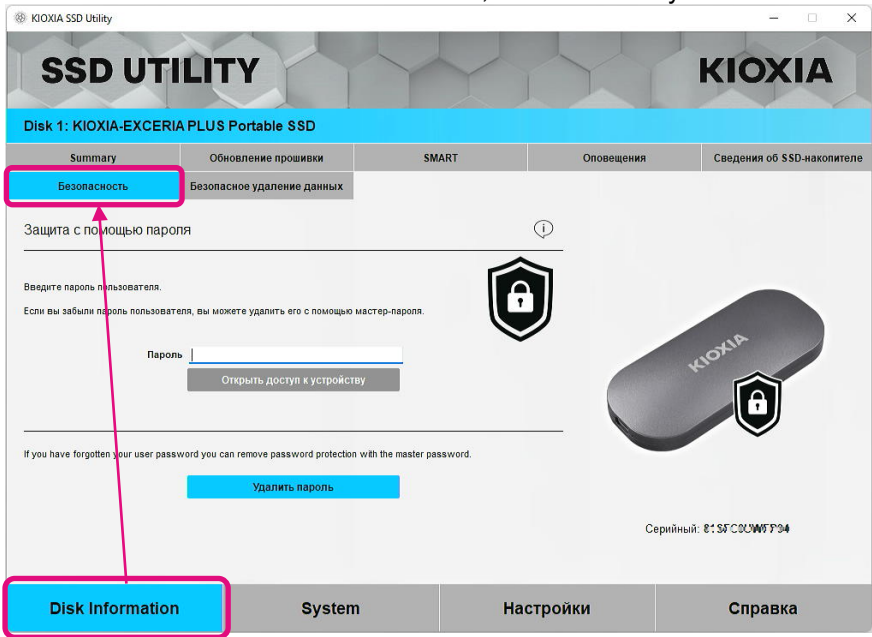 KIOXIA SSD Utility
SSD UTILITY
KIOXIA
Disk 1: KIOXIA-EXCERIA PLUS Portable SSD
Summary
Обновление прошивки
SMART
Оповещения
Сведения об SSD-накопителе
Безопасность
Безопасное удаление данных
Защита с помощью пароля
Введите пароль пользователя.
Если вы забыли пароль пользователя, вы можете удалить его с помощью мастер-пароля.
Пароль
Открыть доступ к устройству
KIOXIA
If you have forgotten your user password you can remove password protection with the master password.
Удалить пароль
Серийный:
Disk Information
System
Настройки
Справка